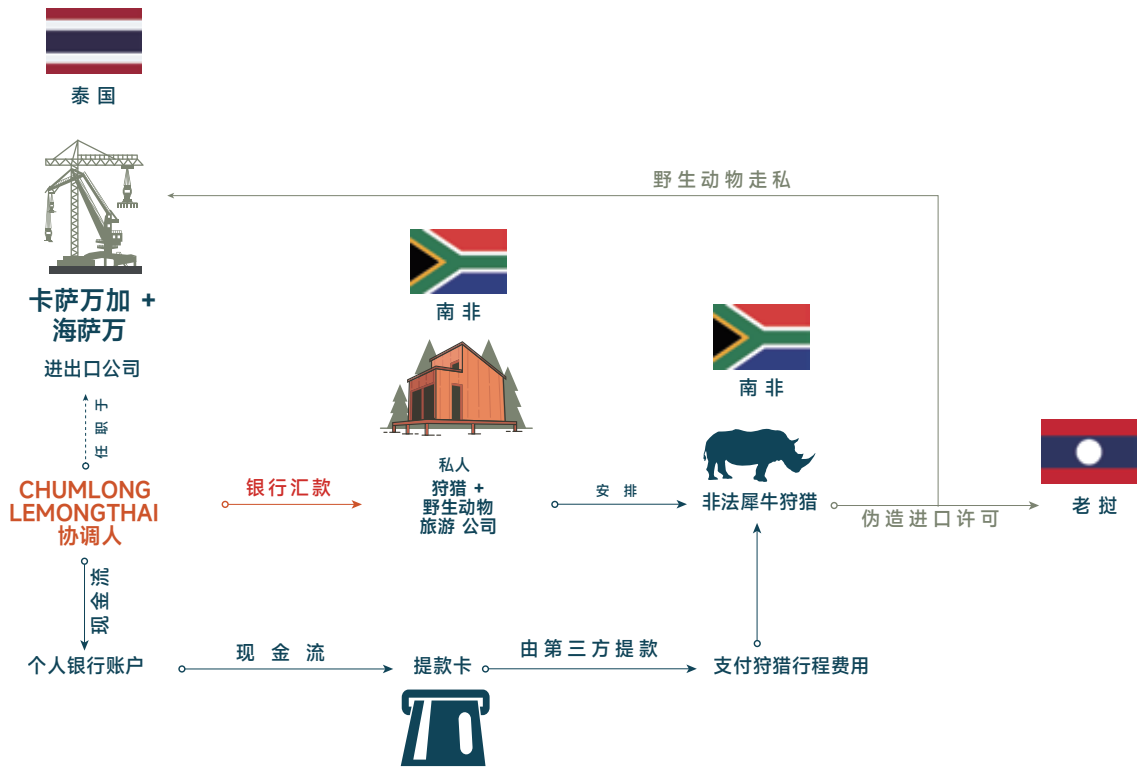 泰国
野生动物走私
南非
卡萨万加 +
海萨万
进出口公司
南非
任职于
老挝
CHUMLONG
LEMONGTHAI
协调人
银行汇款
私人
狩猎 +
野生动物
旅游 公司
安排
非法犀牛狩猎
伪造进口许可
现金流
个人银行账户
现金流
提款卡
由第三方提款
支付狩猎行程费用